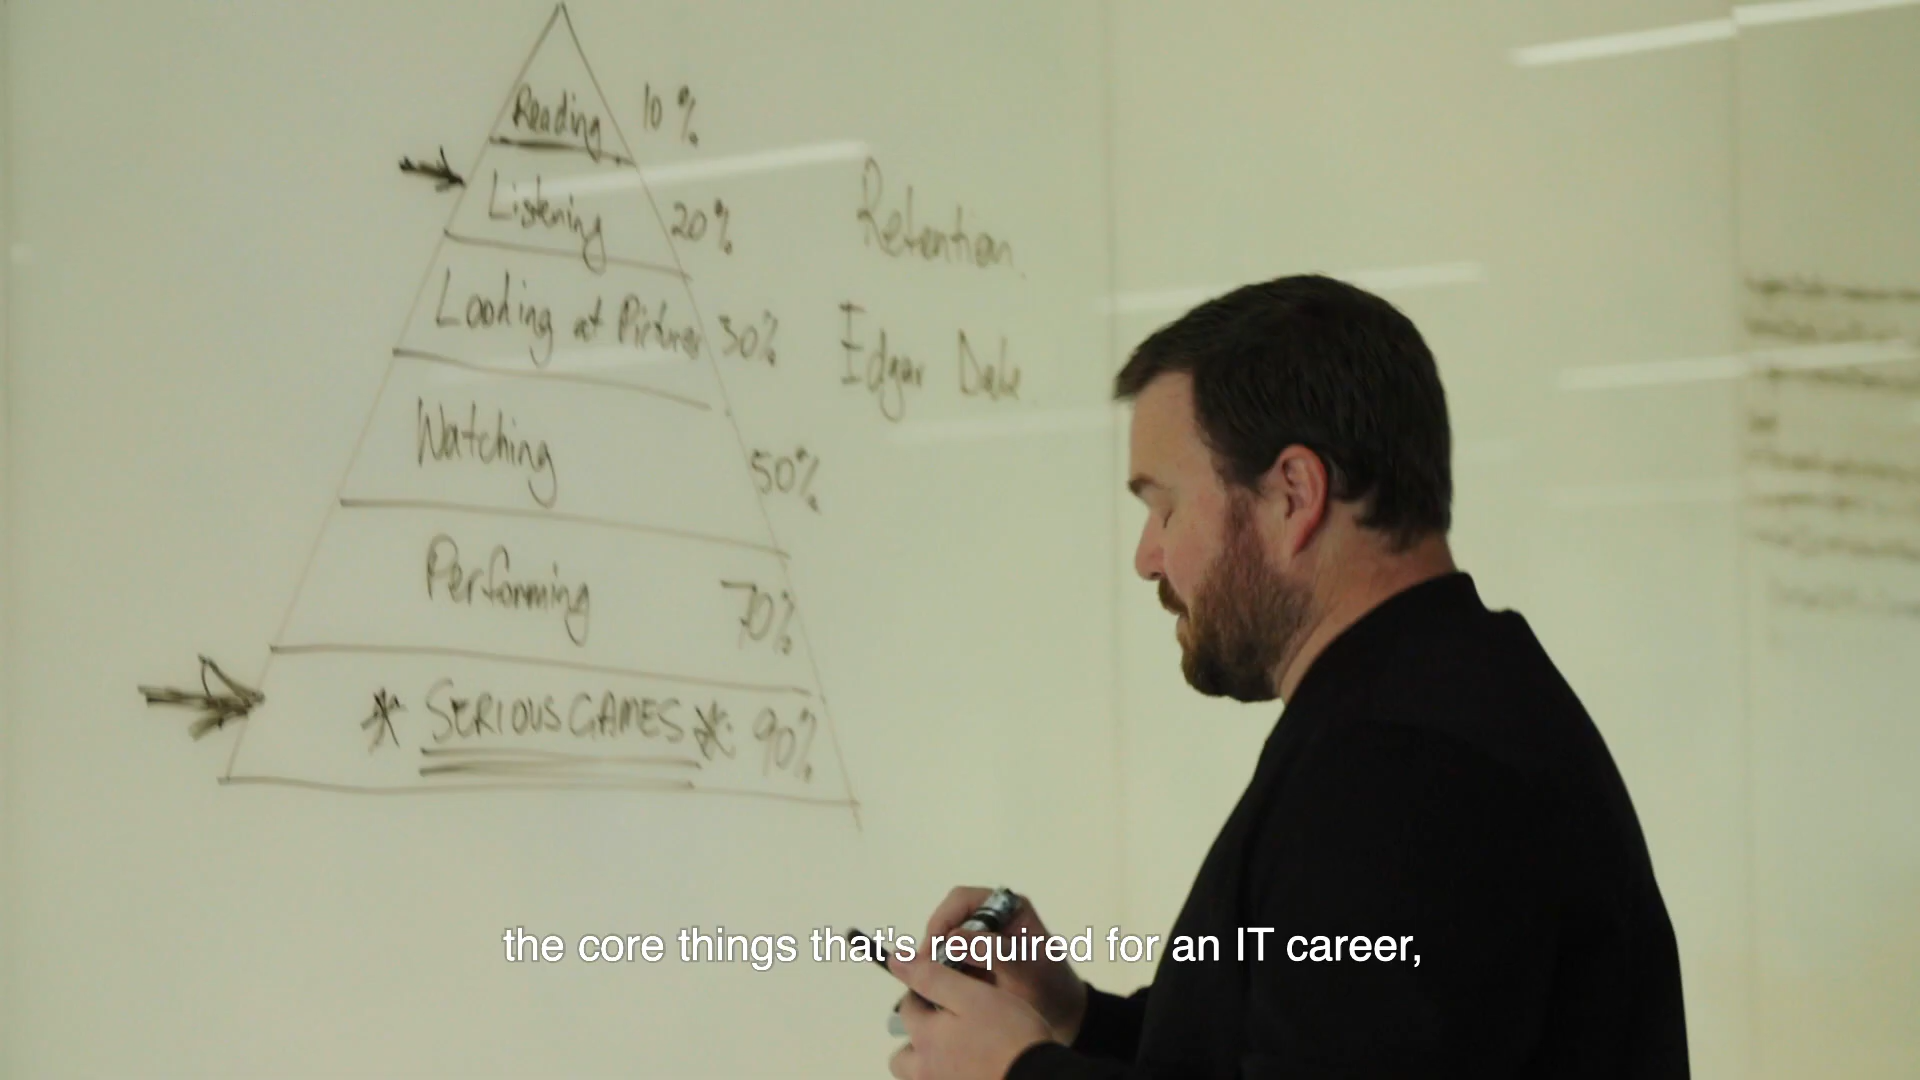 Reading 10%
Listening 20%
Retention
Looking at Pictures 30%
Edgar Dale
Watching 50%
Performing 70%
* SERIOUS GAMES * 90%
the core things that's required for an IT career,